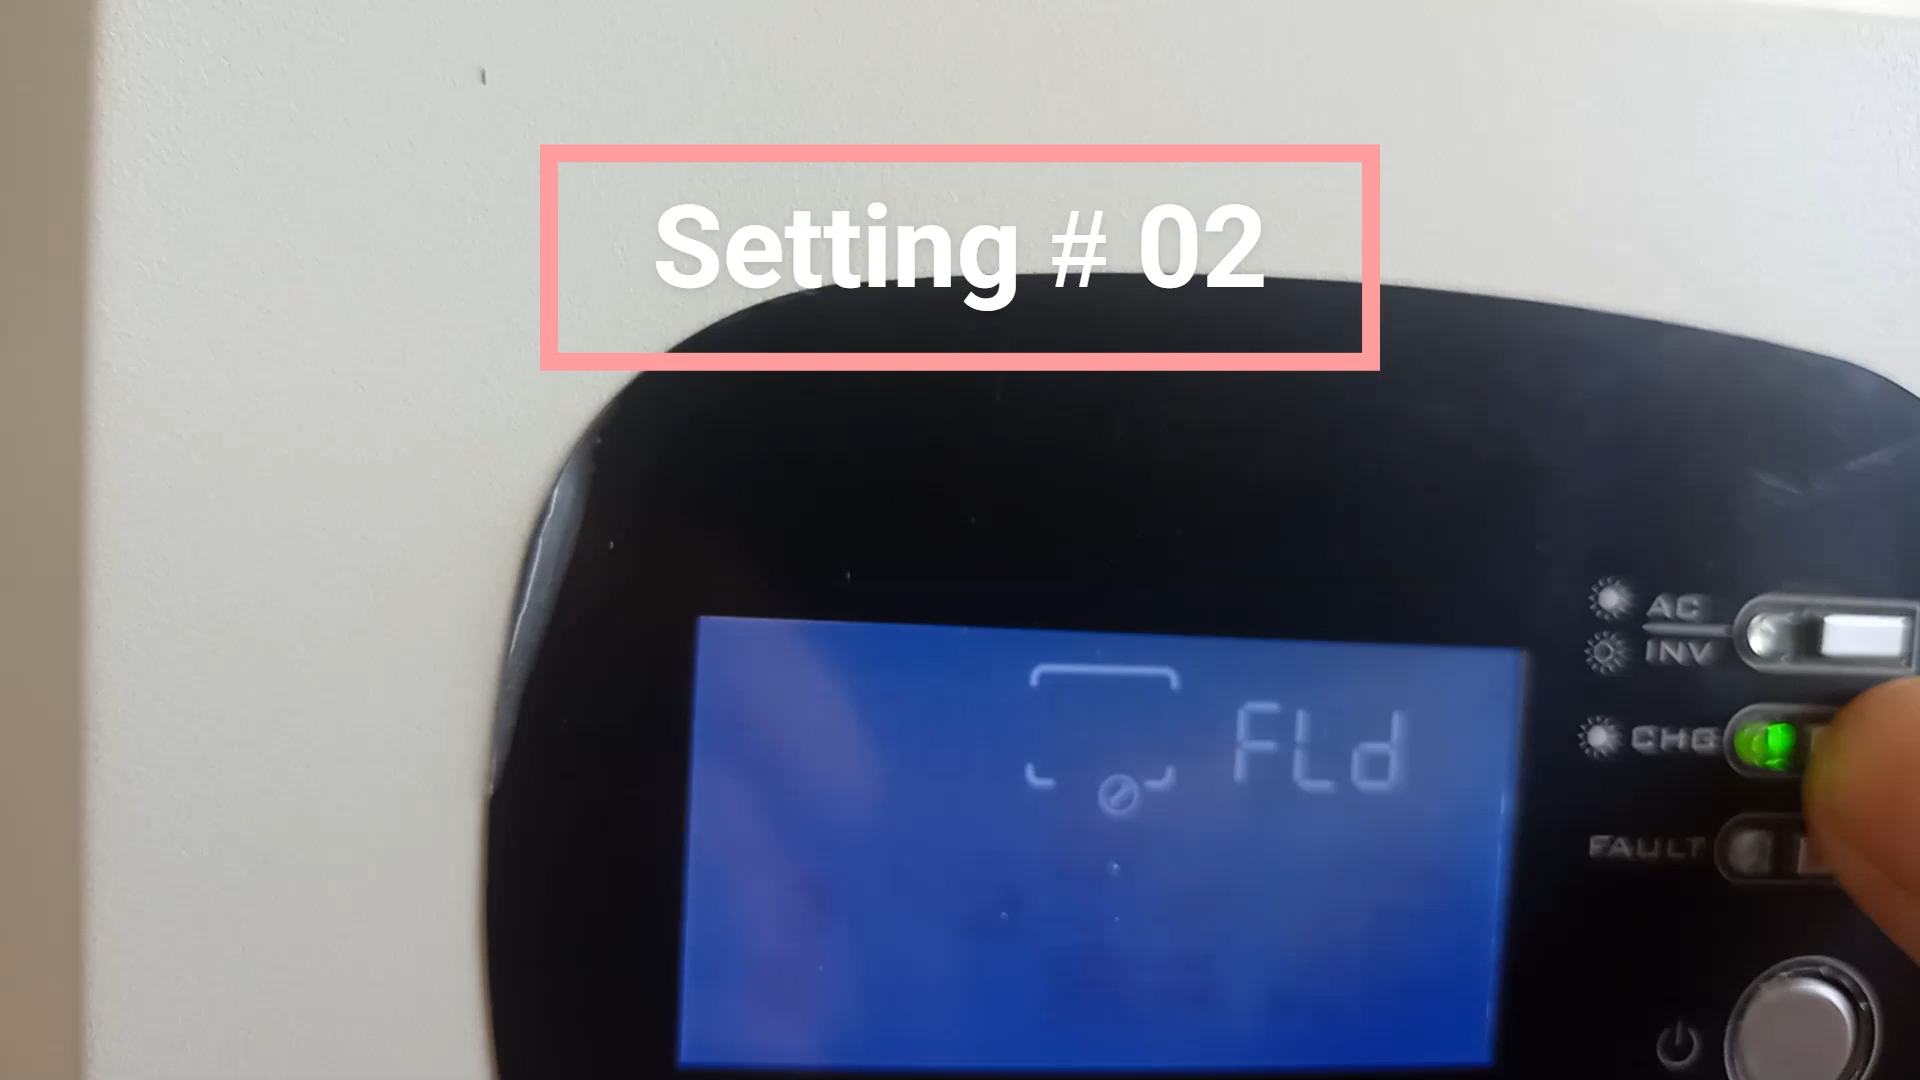 Setting # 02
AC
INV
FLd
CHG
FAULT